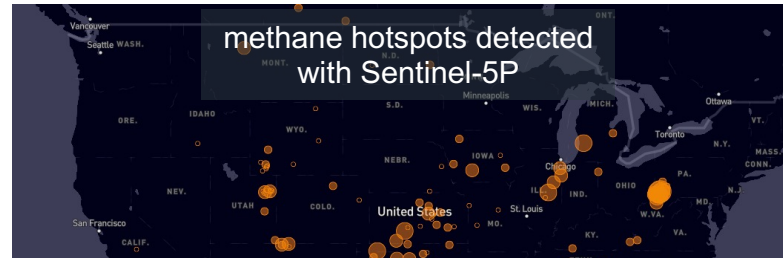 methane hotspots detected
with Sentinel-5P
ONT.
Vancouver
Seattle WASH.
MONT.
N.D.
Minneapolis
Ottawa
ORE.
IDAHO
S.D.
WIS.
MICH.
Toronto
VT.
WYO.
N.Y.
MASS.
CONN.
NEBR.
IOWA
Chicago
NEV.
UTAH
COLO.
ILL.
IND.
OHIO
PA.
N.J.
United States
St. Louis
W.VA.
MD.
San Francisco
CALIF.
MO.
KY.
VA.